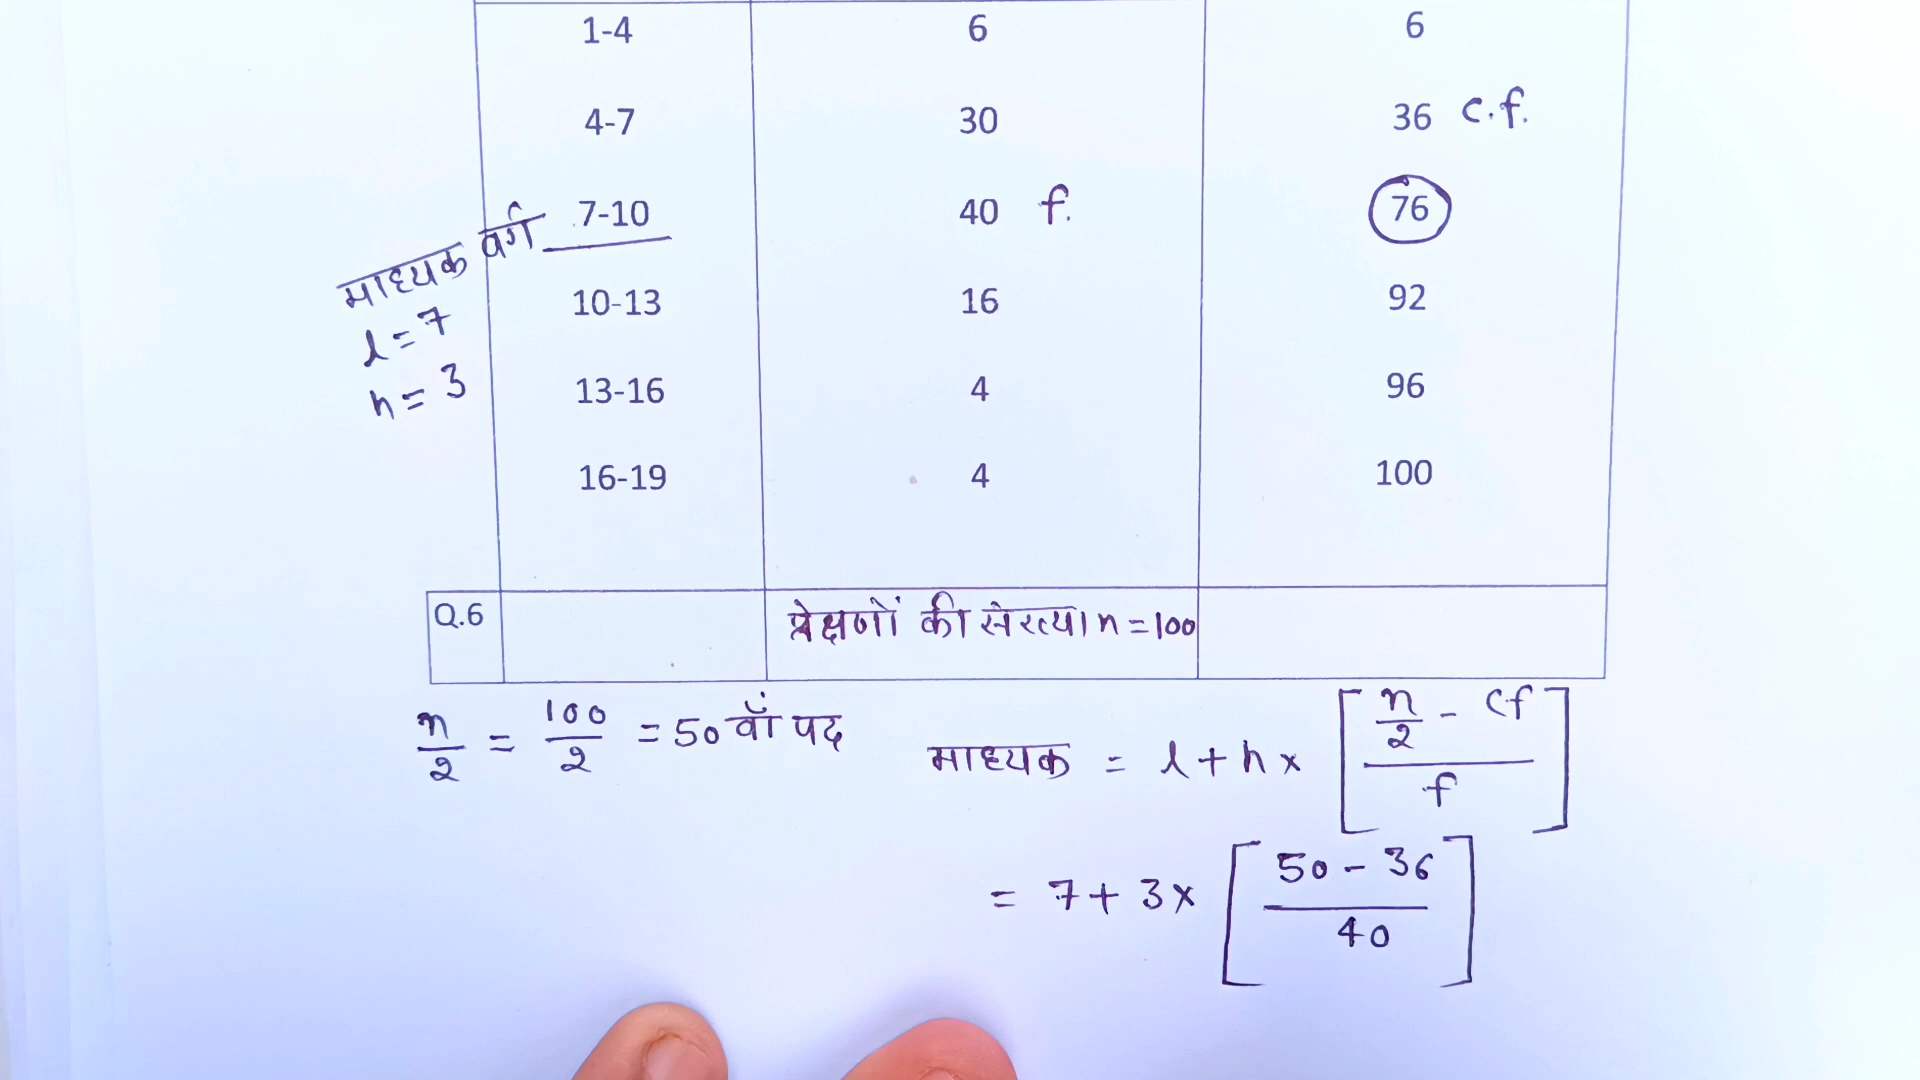 1-4 6 6
4-7 30 36 C.f.
माध्यक वर्ग 7-10 40 f. 76
l = 7
10-13 16 92
h = 3
13-16 4 96
16-19 4 100
Q.6 प्रेक्षणों की संख्या n = 100
n/2 = 100/2 = 50 वाँ पद
माध्यक = l + h × [(n/2 - cf)/f]
= 7 + 3 × [(50 - 36)/40]